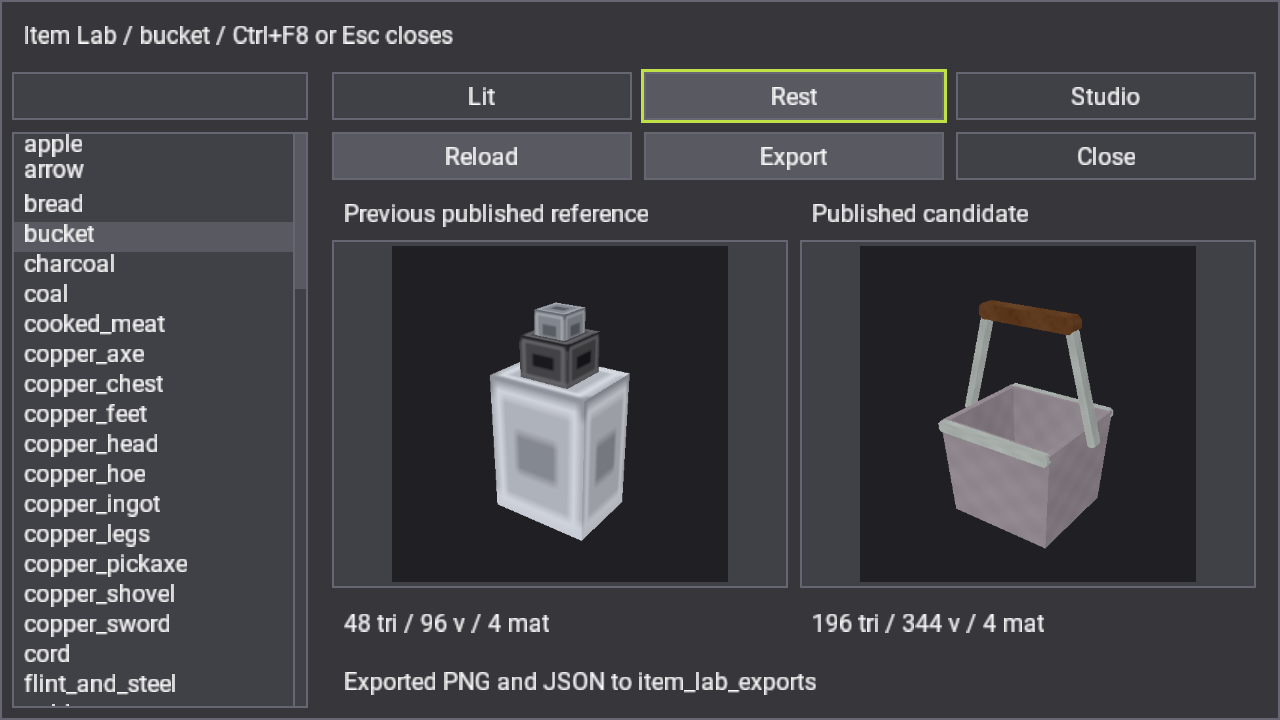 Item Lab / bucket / Ctrl+F8 or Esc closes
Lit
Rest
Studio
Reload
Export
Close
apple
arrow
bread
bucket
charcoal
coal
cooked_meat
copper_axe
copper_chest
copper_feet
copper_head
copper_hoe
copper_ingot
copper_legs
copper_pickaxe
copper_shovel
copper_sword
cord
flint_and_steel
Previous published reference
Published candidate
48 tri / 96 v / 4 mat
196 tri / 344 v / 4 mat
Exported PNG and JSON to item_lab_exports